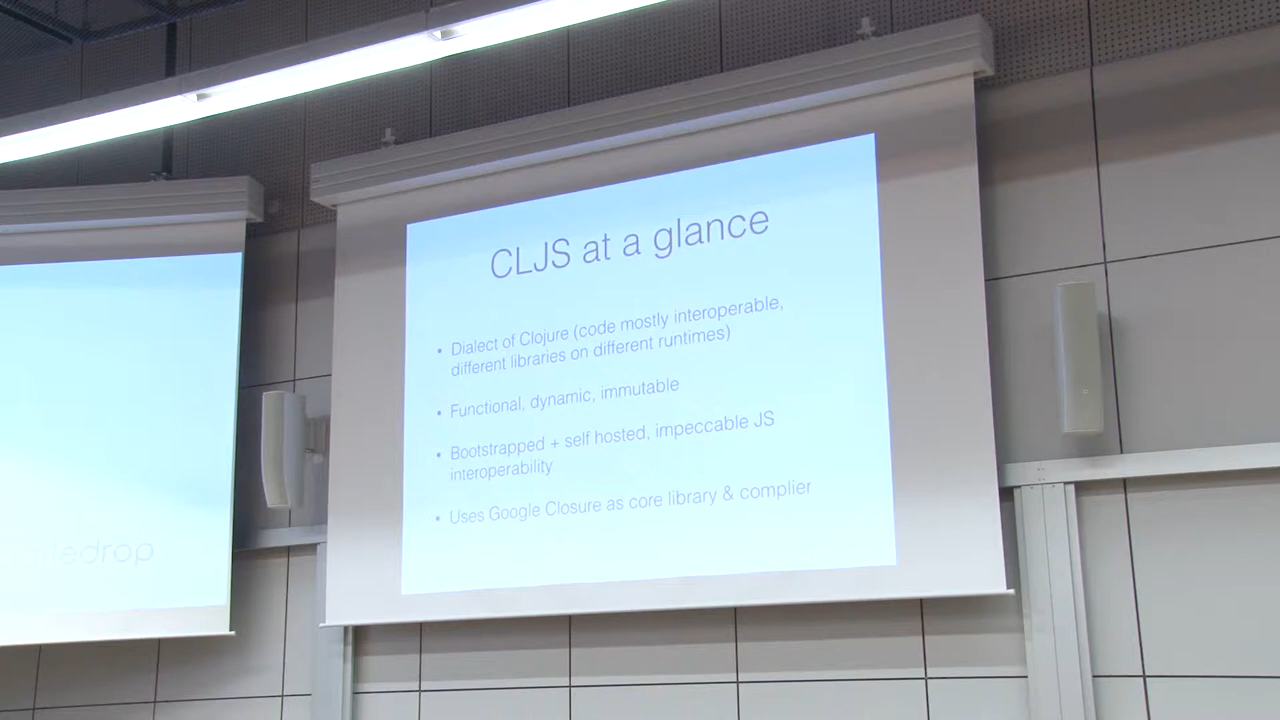 CLJS at a glance
• Dialect of Clojure (code mostly interoperable,
different libraries on different runtimes)
• Functional, dynamic, immutable
• Bootstrapped + self hosted, impeccable JS
interoperability
• Uses Google Closure as core library & complier